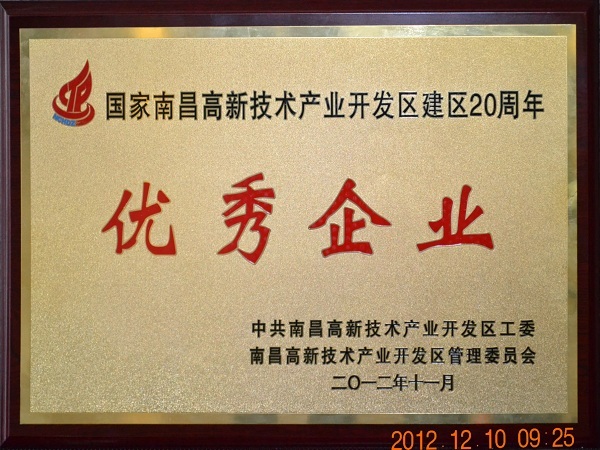 国家南昌高新技术产业开发区建区20周年
优秀企业
中共南昌高新技术产业开发区工委
南昌高新技术产业开发区管理委员会
二〇一二年十一月
2012.12.10 09:25